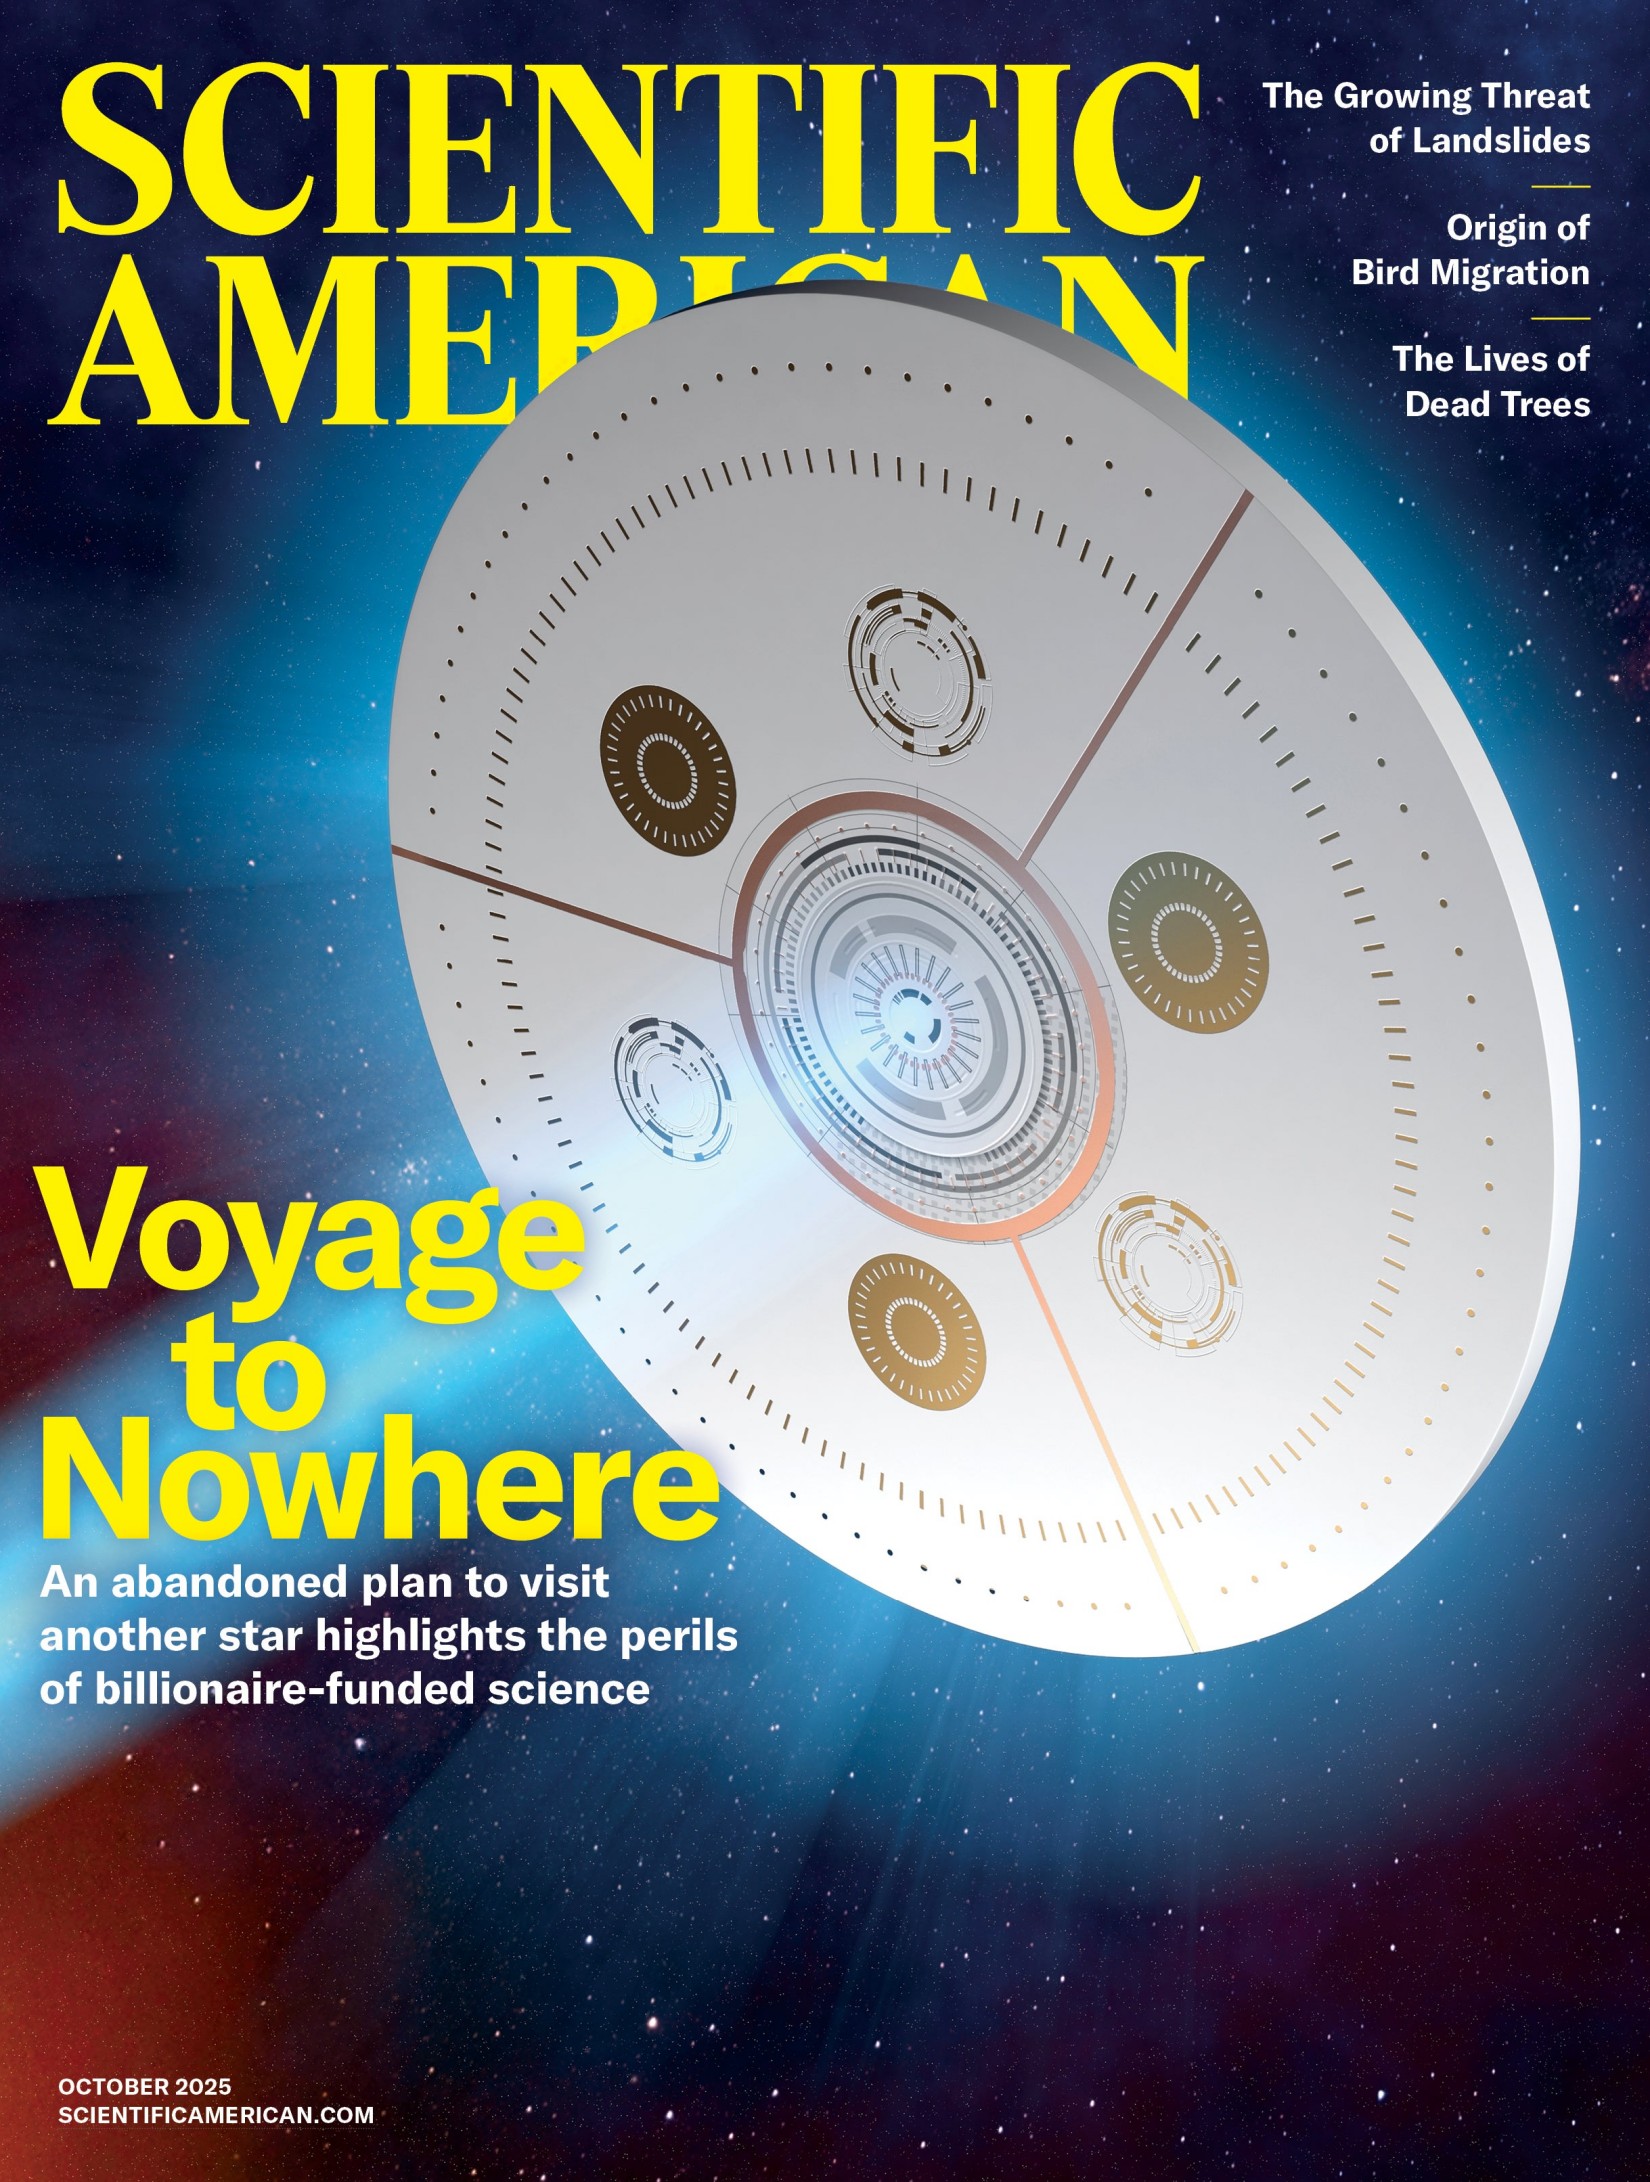 SCIENTIFIC
AMERICAN
The Growing Threat
of Landslides
Origin of
Bird Migration
The Lives of
Dead Trees
Voyage
to
Nowhere
An abandoned plan to visit
another star highlights the perils
of billionaire-funded science
OCTOBER 2025
SCIENTIFICAMERICAN.COM